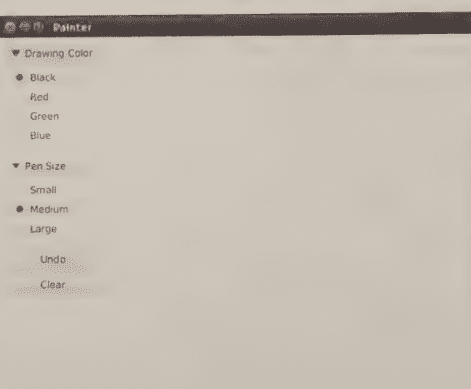 Painter
Drawing Color
Black
Red
Green
Blue
Pen Size
Small
Medium
Large
Undo
Clear